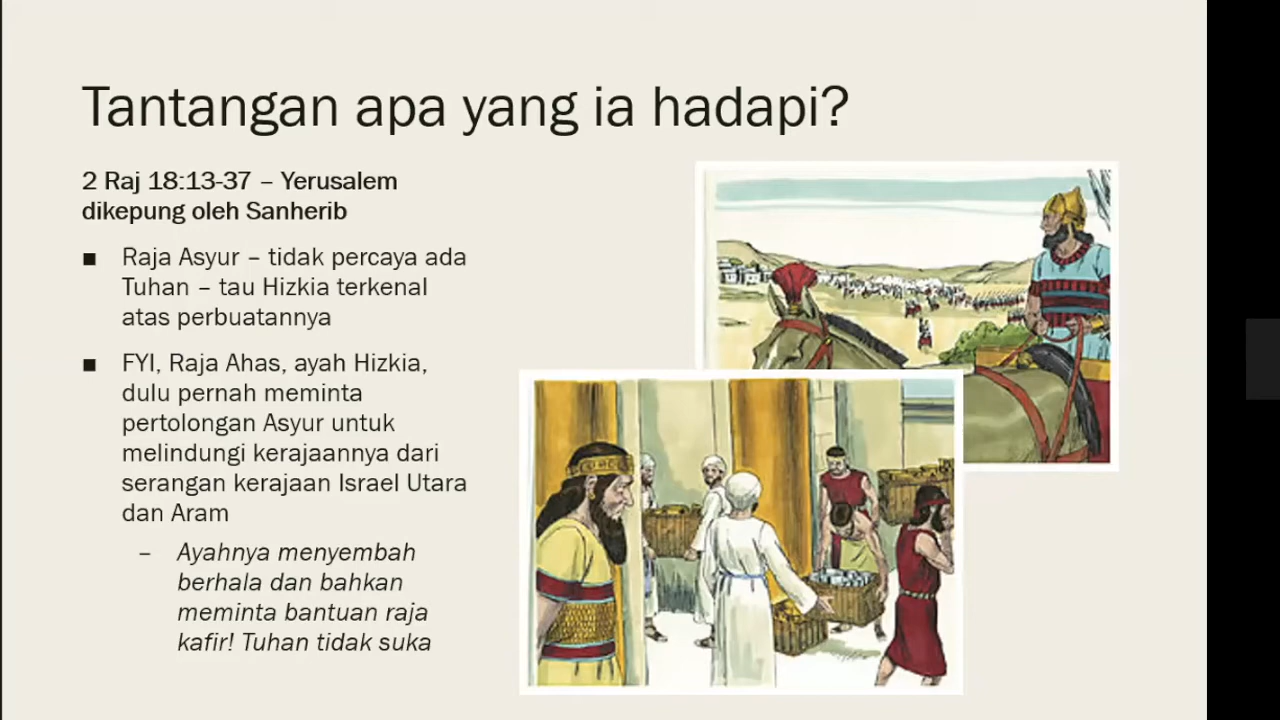 Tantangan apa yang ia hadapi?
2 Raj 18:13-37 – Yerusalem
dikepung oleh Sanherib
■ Raja Asyur – tidak percaya ada
Tuhan – tau Hizkia terkenal
atas perbuatannya
■ FYI, Raja Ahas, ayah Hizkia,
dulu pernah meminta
pertolongan Asyur untuk
melindungi kerajaannya dari
serangan kerajaan Israel Utara
dan Aram
– Ayahnya menyembah
berhala dan bahkan
meminta bantuan raja
kafir! Tuhan tidak suka